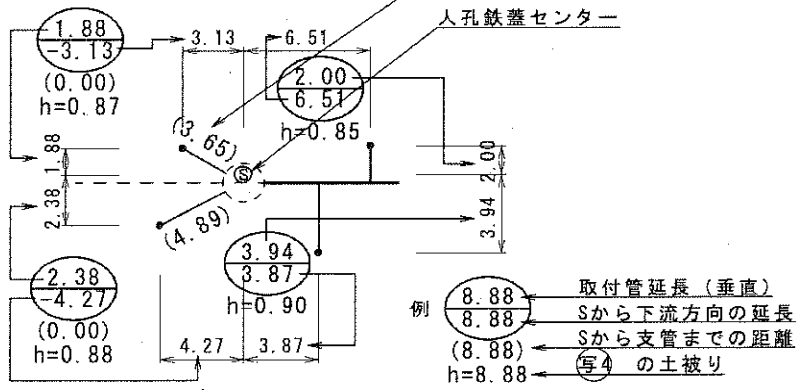 1.88
-3.13
(0.00)
h=0.87
3.13
6.51
人孔鉄蓋センター
2.00
6.51
h=0.85
(3.65)
S
1.88
2.38
(4.89)
2.00
3.94
2.38
-4.27
(0.00)
h=0.88
3.94
3.87
h=0.90
4.27
3.87
例
8.88
8.88
(8.88)
h=8.88
取付管延長(垂直)
Sから下流方向の延長
Sから支管までの距離
写4 の土被り